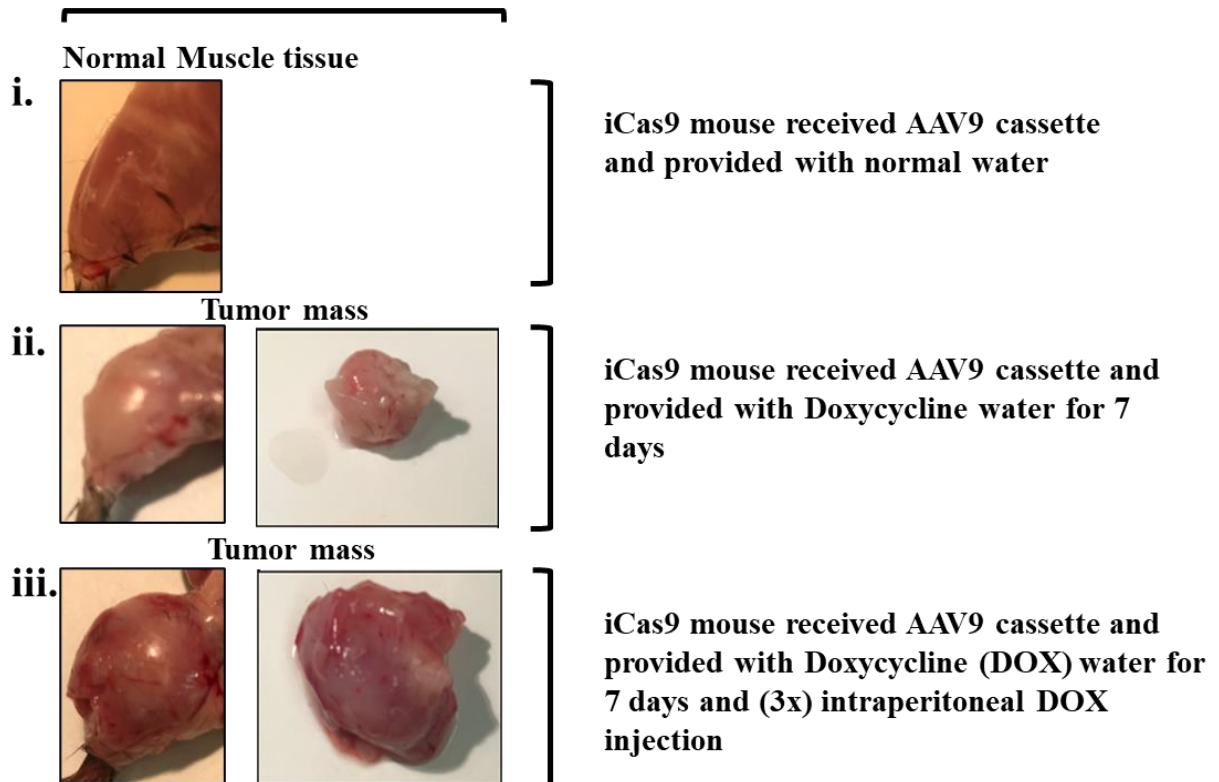 Normal Muscle tissue
i.
iCas9 mouse received AAV9 cassette
and provided with normal water
Tumor mass
ii.
iCas9 mouse received AAV9 cassette and
provided with Doxycycline water for 7
days
Tumor mass
iii.
iCas9 mouse received AAV9 cassette and
provided with Doxycycline (DOX) water for
7 days and (3x) intraperitoneal DOX
injection